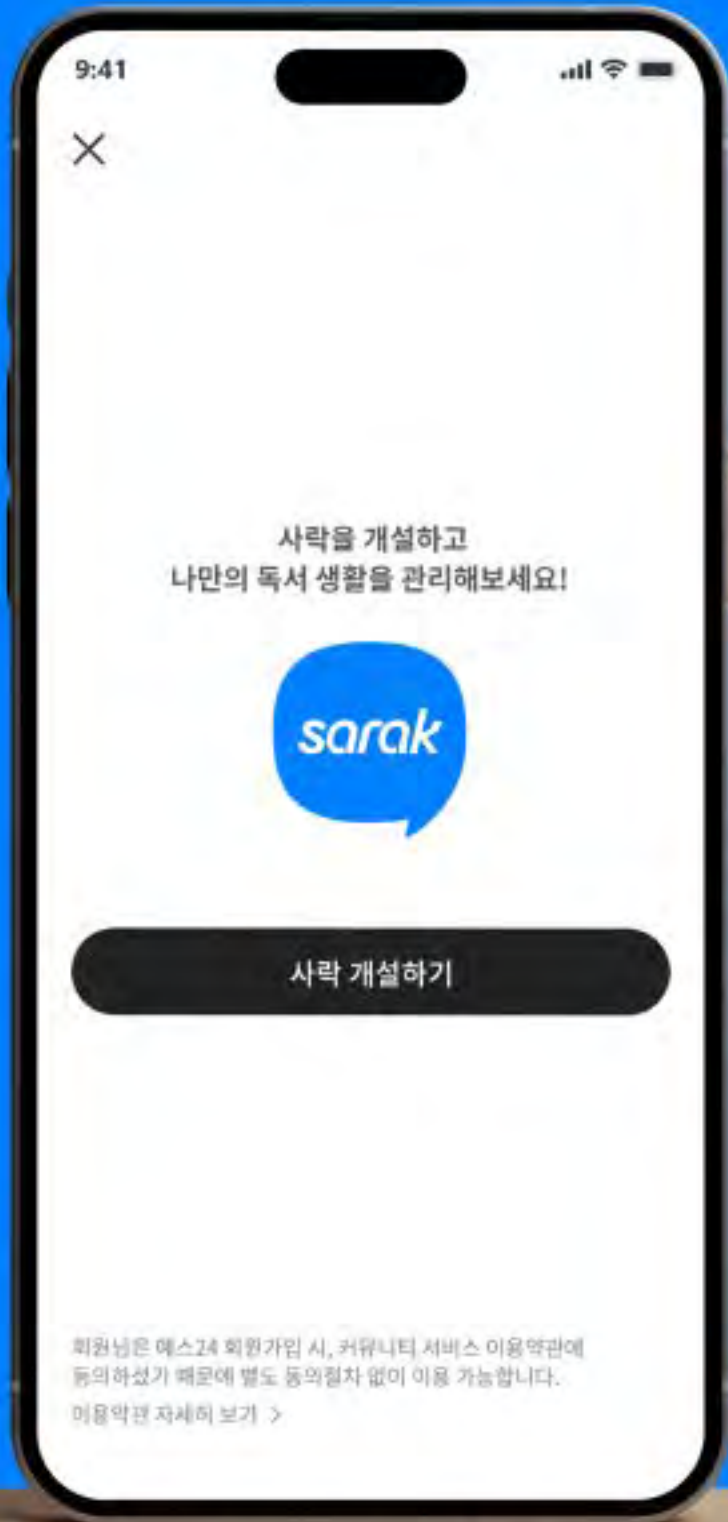 9:41
사락을 개설하고
나만의 독서 생활을 관리해보세요!
sarak
사락 개설하기
회원님은 예스24 회원가입 시, 커뮤니티 서비스 이용약관에
동의하셨기 때문에 별도 동의절차 없이 이용 가능합니다.
이용약관 자세히 보기 >